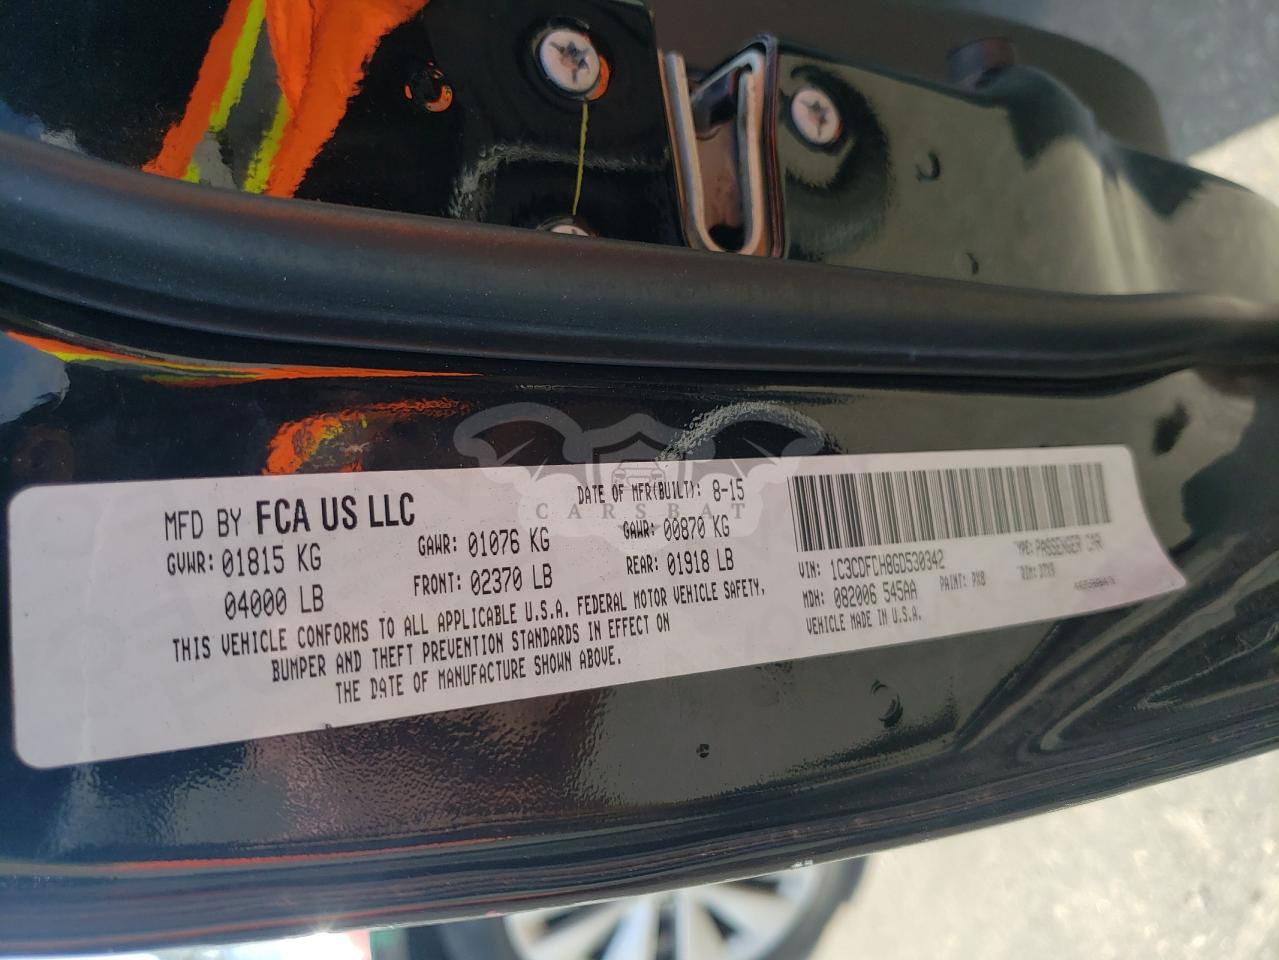 MFD BY FCA US LLC
DATE OF MFR(BUILT): 8-15
GVWR: 01815 KG
GAWR: 01076 KG
GAWR: 00870 KG
04000 LB
FRONT: 02370 LB
REAR: 01918 LB
THIS VEHICLE CONFORMS TO ALL APPLICABLE U.S.A. FEDERAL MOTOR VEHICLE SAFETY,
BUMPER AND THEFT PREVENTION STANDARDS IN EFFECT ON
THE DATE OF MANUFACTURE SHOWN ABOVE.
VIN: 1C3CDFCH8GD530342
TYPE: PASSENGER CAR
MDH: 082006 545AA
PAINT: PX8
VEHICLE MADE IN U.S.A.
CARSBAT